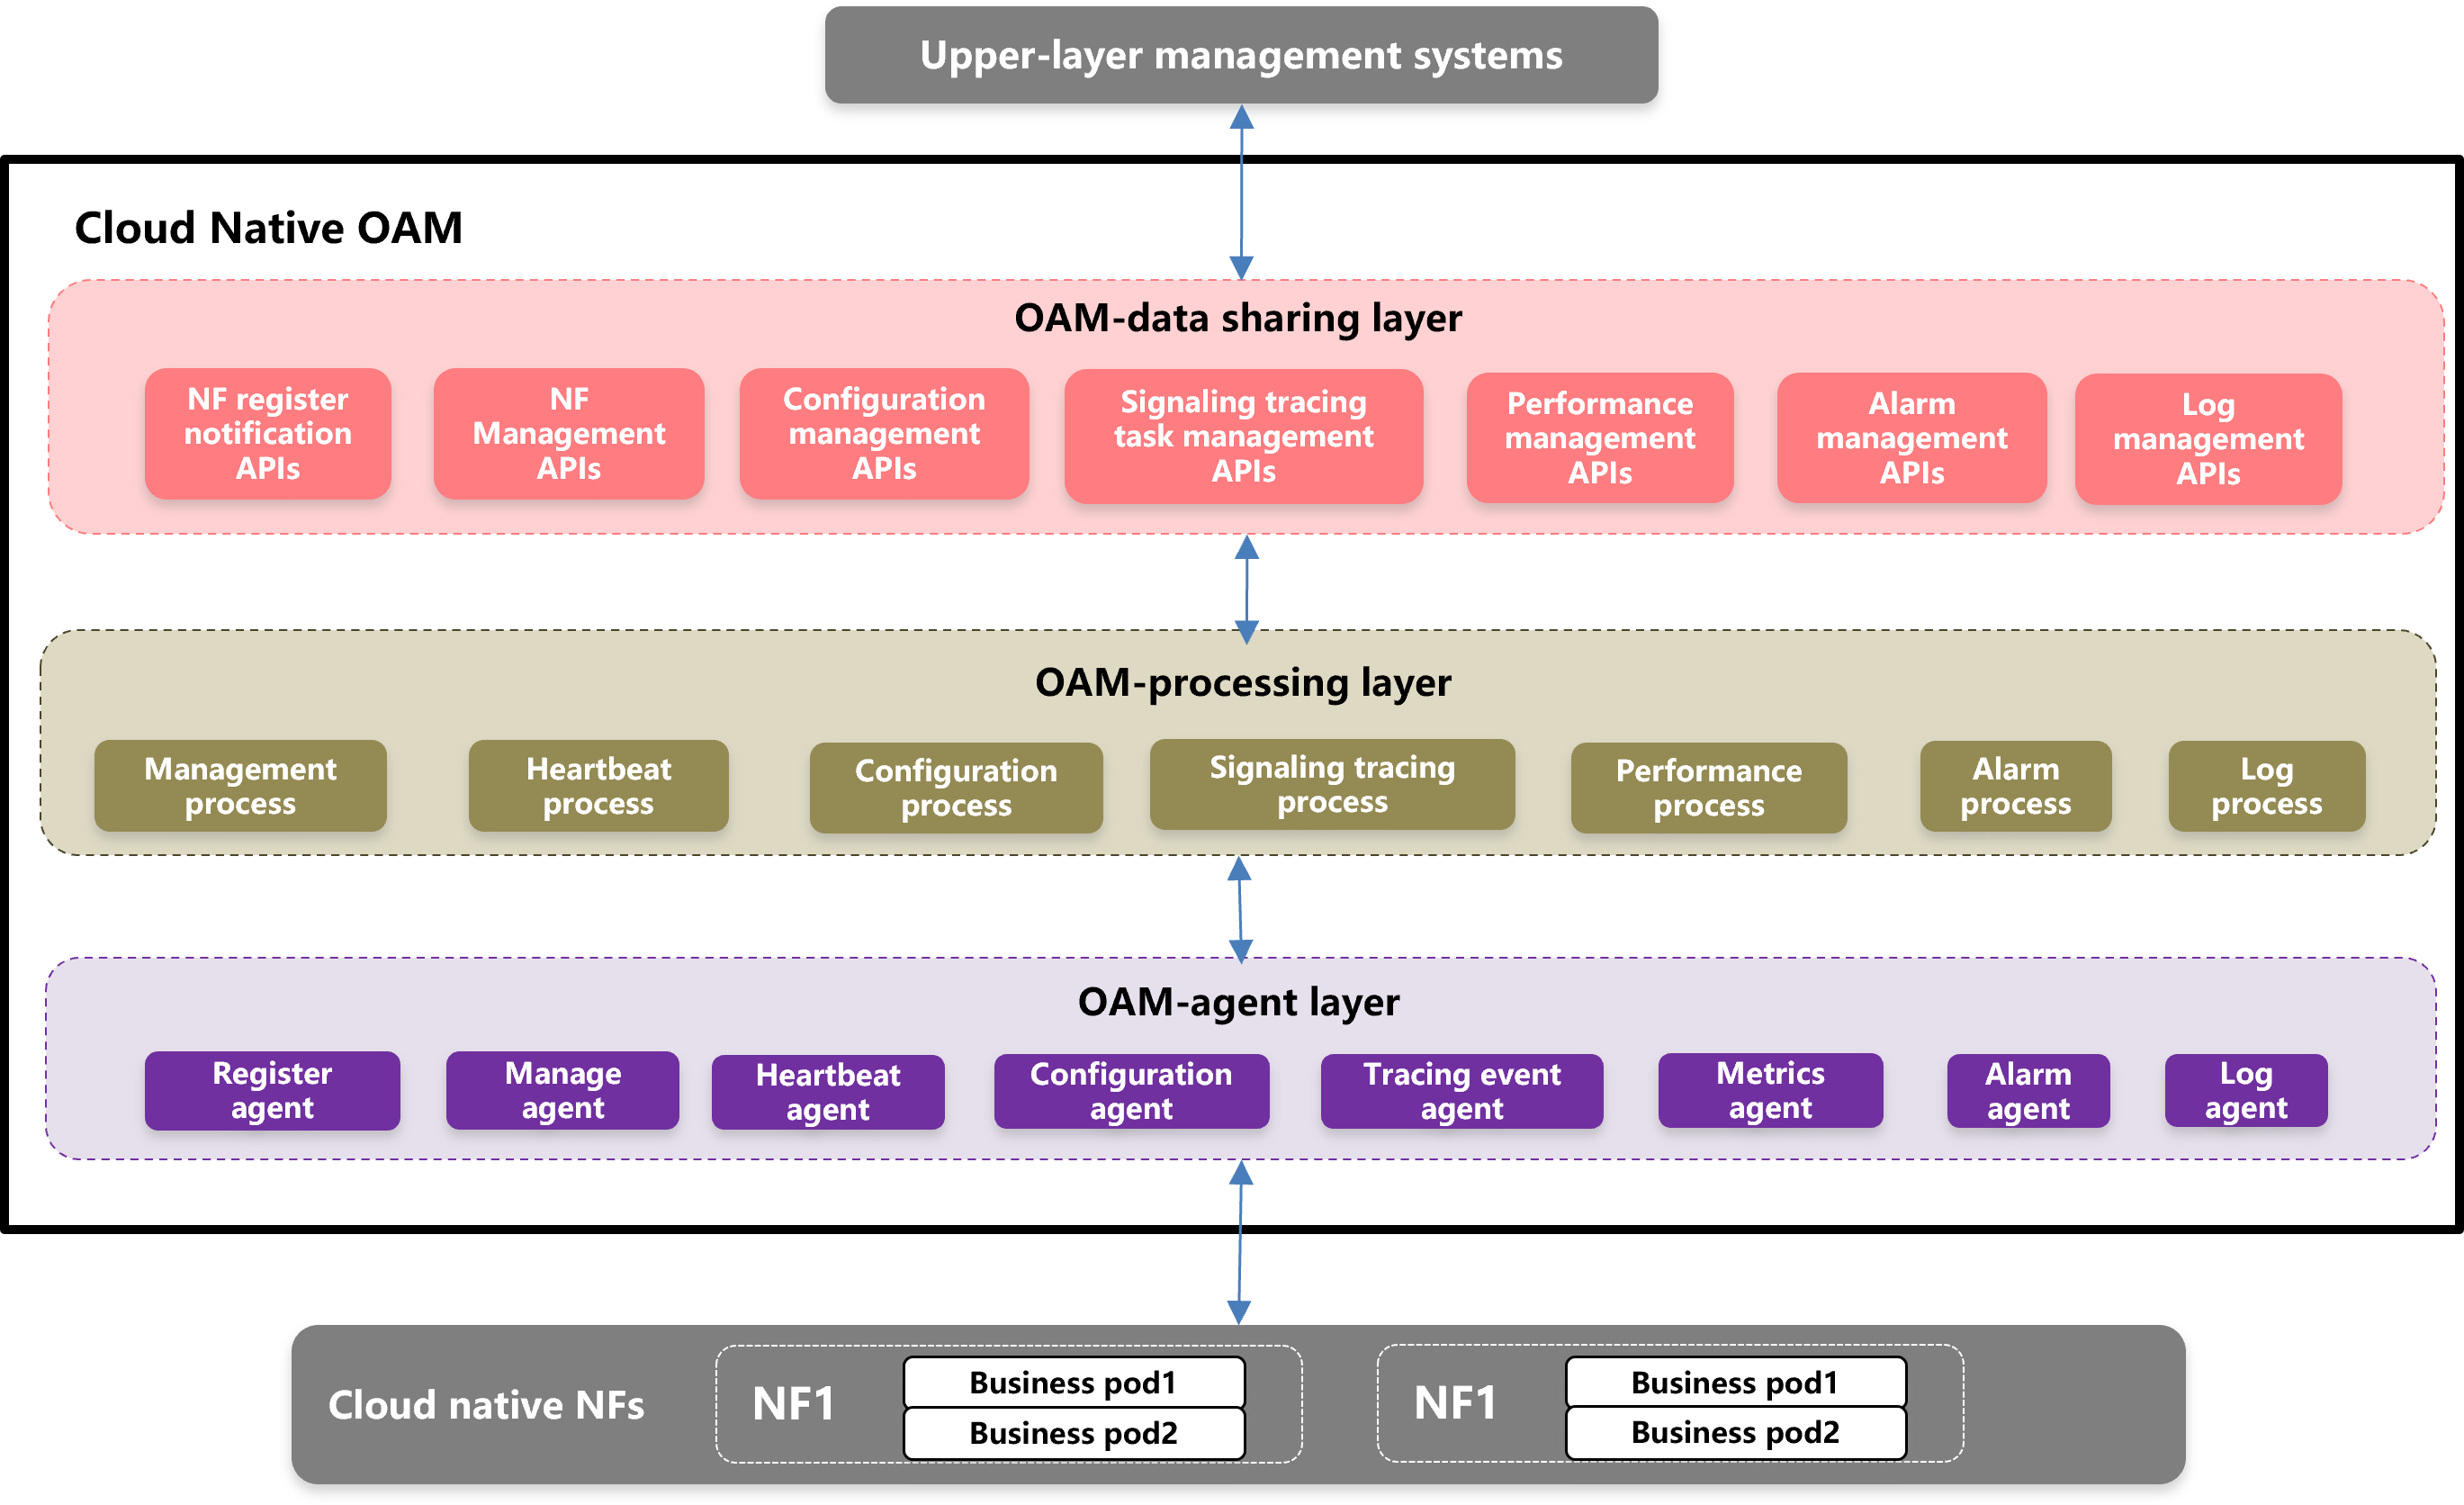 Upper-layer management systems
Cloud Native OAM
OAM-data sharing layer
NF register
notification
APIs
NF
Management
APIs
Configuration
management
APIs
Signaling tracing
task management
APIs
Performance
management
APIs
Alarm
management
APIs
Log
management
APIs
OAM-processing layer
Management
process
Heartbeat
process
Configuration
process
Signaling tracing
process
Performance
process
Alarm
process
Log
process
OAM-agent layer
Register
agent
Manage
agent
Heartbeat
agent
Configuration
agent
Tracing event
agent
Metrics
agent
Alarm
agent
Log
agent
Cloud native NFs
NF1
Business pod1
Business pod2
NF1
Business pod1
Business pod2